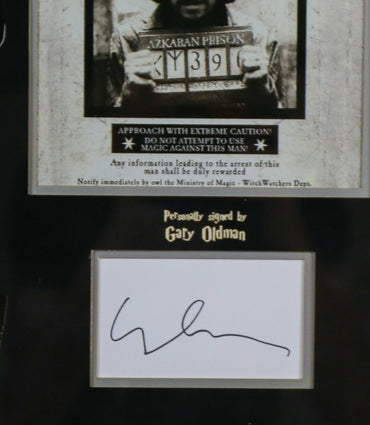 AZKABAN PRISON
390
APPROACH WITH EXTREME CAUTION!
DO NOT ATTEMPT TO USE
MAGIC AGAINST THIS MAN!
Any information leading to the arrest of this
man shall be duly rewarded
Notify immediately by owl the Ministry of Magic - WitchWatchers Dept.
Personally signed by
Gary Oldman